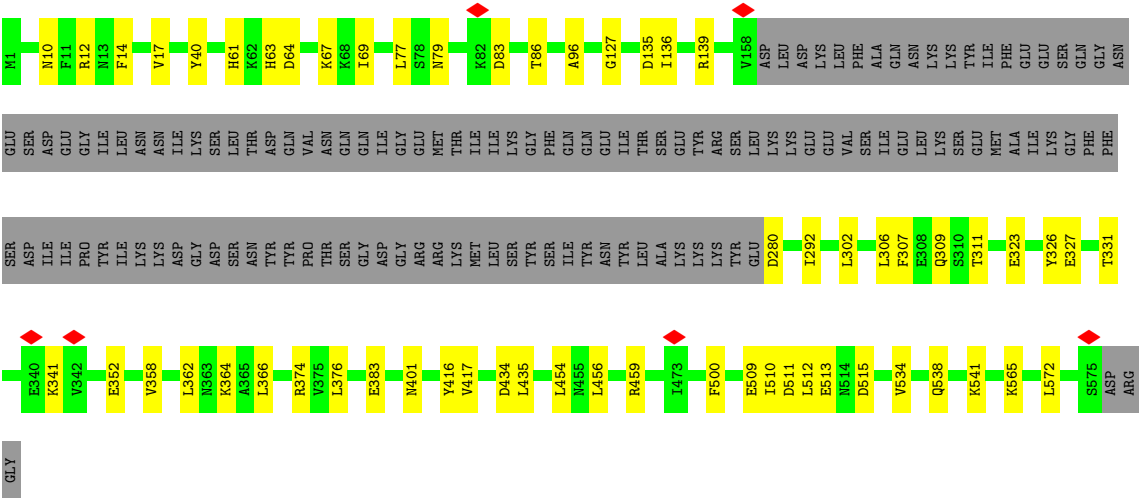 M1 N10 F11 R12 N13 F14 V17 Y40 H61 K62 H63 D64 K67 K68 I69 L77 S78 N79 K82 D83 T86 A96 G127 D135 I136 R139 V158 ASP LEU ASP LYS LEU PHE ALA GLN ASN LYS LYS TYR ILE PHE GLU GLU SER GLN GLY ASN
GLU SER ASP GLU GLY ILE LEU ASN ASN ILE LYS SER LEU THR ASP GLN VAL ASN GLN GLN ILE GLY GLU MET THR ILE ILE LYS GLY PHE GLN GLN GLU ILE THR SER GLU TYR ARG SER LEU LYS LYS GLU GLU VAL SER ILE GLU LEU LYS SER GLU MET ALA ILE LYS GLY PHE PHE
SER ASP ILE ILE PRO TYR ILE LYS LYS ASP GLY ASP SER ASN TYR TYR PRO THR SER GLY ASP GLY ARG ARG LYS MET LEU SER TYR SER ILE TYR ASN TYR LEU ALA LYS LYS LYS TYR GLU D280 I292 L302 L306 F307 E308 Q309 S310 T311 E323 Y326 E327 T331
E340 K341 V342 E352 V358 L362 N363 K364 A365 L366 R374 V375 L376 E383 N401 Y416 V417 D434 L435 L454 N455 L456 R459 I473 F500 E509 I510 D511 L512 E513 N514 D515 V534 Q538 K541 K565 L572 S575 ASP ARG
GLY